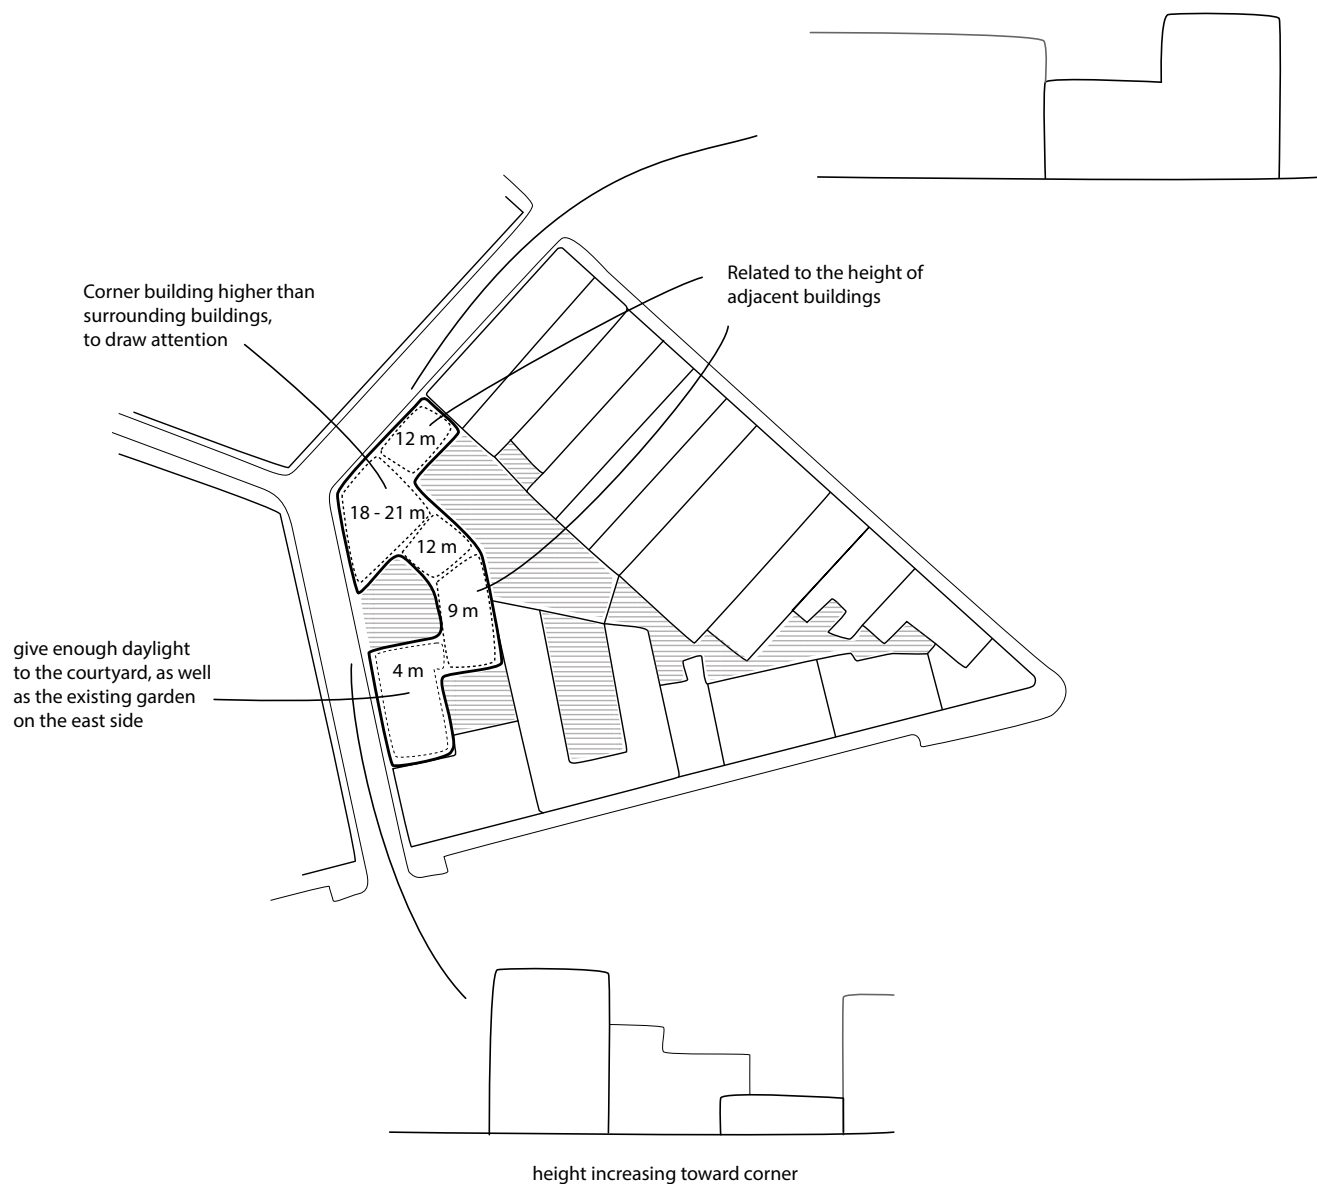 Related to the height of
adjacent buildings
Corner building higher than
surrounding buildings,
to draw attention
12 m
18 - 21 m
12 m
9 m
give enough daylight
to the courtyard, as well
as the existing garden
on the east side
4 m
height increasing toward corner